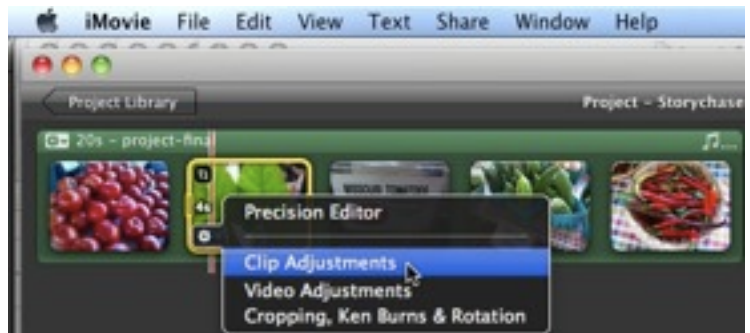 iMovie File Edit View Text Share Window Help
Project Library
Project - Storychase
20s - project-fina
4s
Precision Editor
Clip Adjustments
Video Adjustments
Cropping, Ken Burns & Rotation